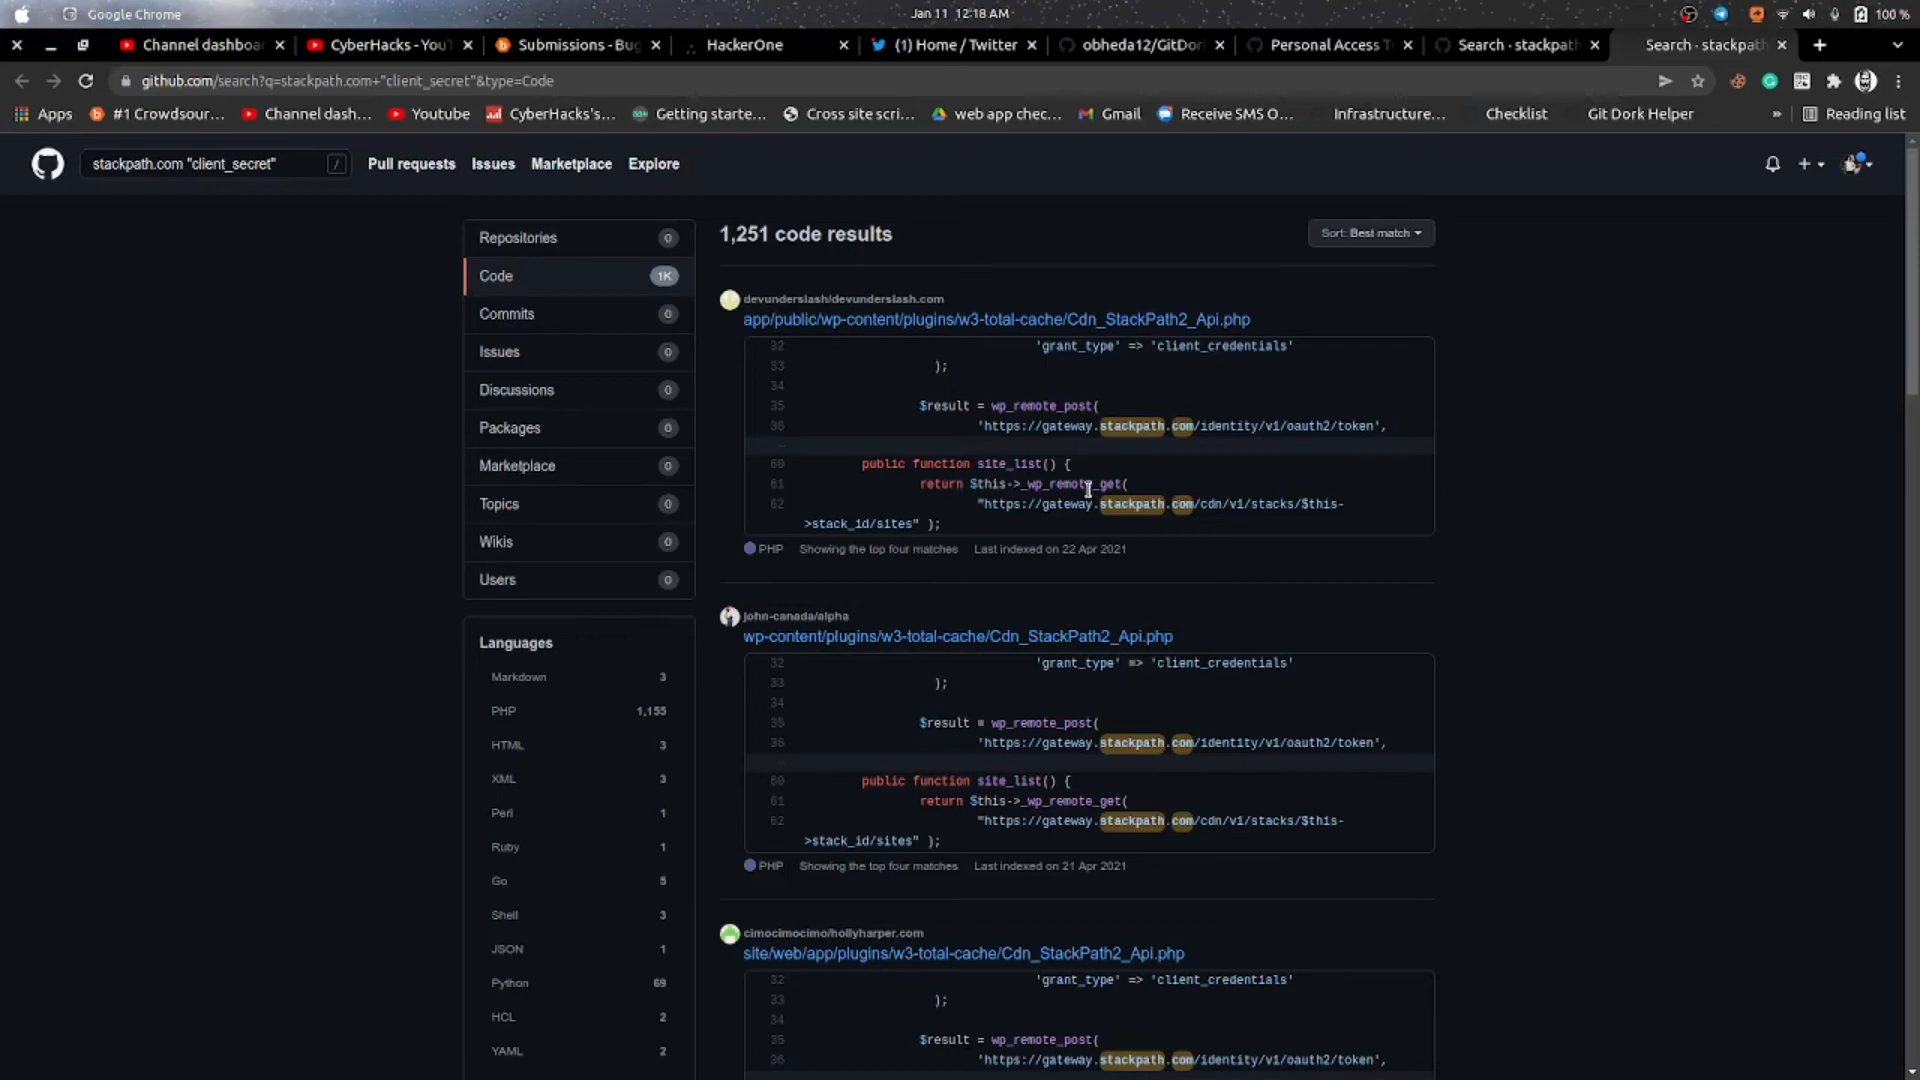 Google Chrome
Jan 11 12:18 AM
100 %
Channel dashboa
CyberHacks - YouT
Submissions - Bug
HackerOne
(1) Home / Twitter
obheda12/GitDor
Personal Access T
Search · stackpath
Search · stackpath
github.com/search?q=stackpath.com+"client_secret"&type=Code
Apps
#1 Crowdsour...
Channel dash...
Youtube
CyberHacks's...
Getting starte...
Cross site scri...
web app chec...
Gmail
Receive SMS O...
Infrastructure...
Checklist
Git Dork Helper
»
Reading list
stackpath.com "client_secret"
/
Pull requests
Issues
Marketplace
Explore
Repositories 0
Code 1K
Commits 0
Issues 0
Discussions 0
Packages 0
Marketplace 0
Topics 0
Wikis 0
Users 0
Languages
Markdown 3
PHP 1,155
HTML 3
XML 3
Perl 1
Ruby 1
Go 5
Shell 3
JSON 1
Python 69
HCL 2
YAML 2
1,251 code results
Sort: Best match
devunderslash/devunderslash.com
app/public/wp-content/plugins/w3-total-cache/Cdn_StackPath2_Api.php
32 'grant_type' => 'client_credentials'
33 );
34
35 $result = wp_remote_post(
36 'https://gateway.stackpath.com/identity/v1/oauth2/token',
60 public function site_list() {
61 return $this->_wp_remote_get(
62 "https://gateway.stackpath.com/cdn/v1/stacks/$this-
>stack_id/sites" );
PHP Showing the top four matches Last indexed on 22 Apr 2021
john-canada/alpha
wp-content/plugins/w3-total-cache/Cdn_StackPath2_Api.php
32 'grant_type' => 'client_credentials'
33 );
34
35 $result = wp_remote_post(
36 'https://gateway.stackpath.com/identity/v1/oauth2/token',
60 public function site_list() {
61 return $this->_wp_remote_get(
62 "https://gateway.stackpath.com/cdn/v1/stacks/$this-
>stack_id/sites" );
PHP Showing the top four matches Last indexed on 21 Apr 2021
cimocimocimo/hollyharper.com
site/web/app/plugins/w3-total-cache/Cdn_StackPath2_Api.php
32 'grant_type' => 'client_credentials'
33 );
34
35 $result = wp_remote_post(
36 'https://gateway.stackpath.com/identity/v1/oauth2/token',